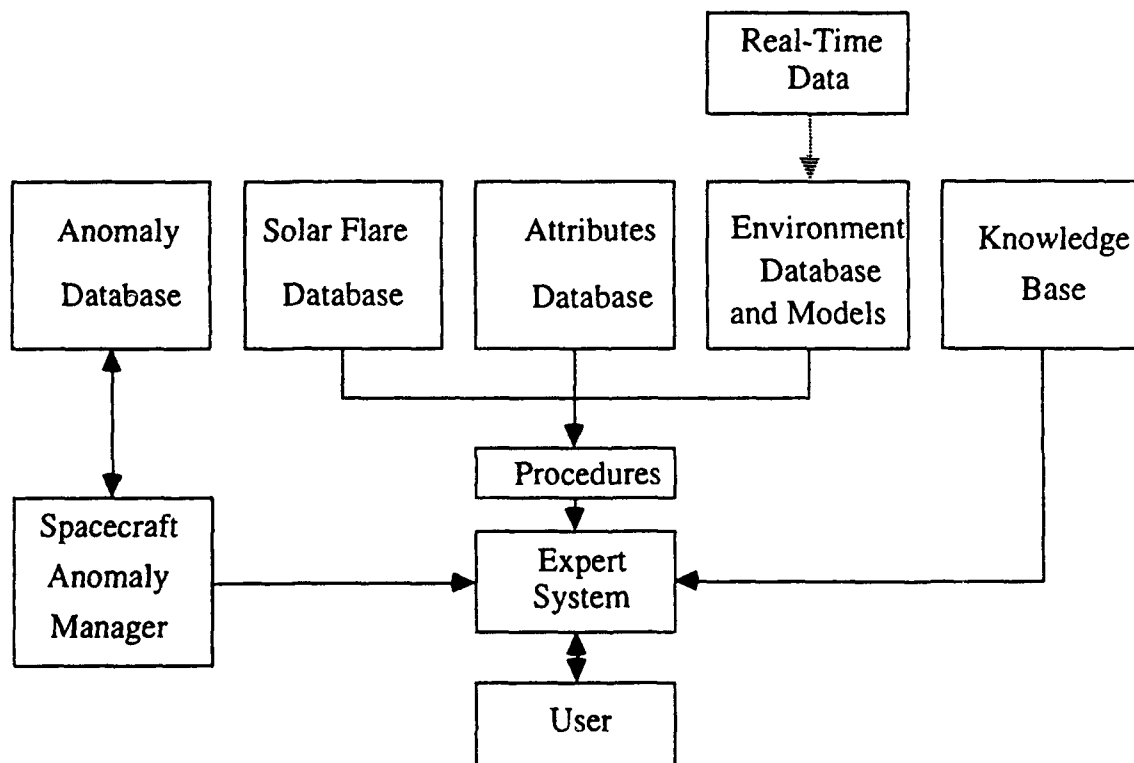 Real-Time
Data
Anomaly
Database
Solar Flare
Database
Attributes
Database
Environment
Database
and Models
Knowledge
Base
Procedures
Spacecraft
Anomaly
Manager
Expert
System
User